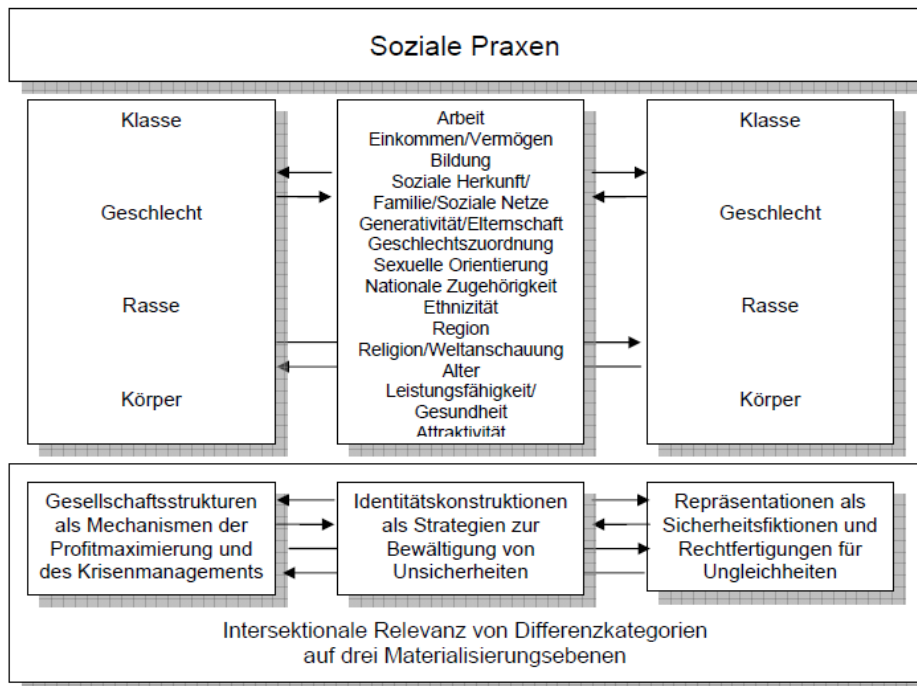 Soziale Praxen
Klasse
Geschlecht
Rasse
Körper
Arbeit
Einkommen/Vermögen
Bildung
Soziale Herkunft/
Familie/Soziale Netze
Generativität/Elternschaft
Geschlechtszuordnung
Sexuelle Orientierung
Nationale Zugehörigkeit
Ethnizität
Region
Religion/Weltanschauung
Alter
Leistungsfähigkeit/
Gesundheit
Attraktivität
Klasse
Geschlecht
Rasse
Körper
Gesellschaftsstrukturen
als Mechanismen der
Profitmaximierung und
des Krisenmanagements
Identitätskonstruktionen
als Strategien zur
Bewältigung von
Unsicherheiten
Repräsentationen als
Sicherheitsfiktionen und
Rechtfertigungen für
Ungleichheiten
Intersektionale Relevanz von Differenzkategorien
auf drei Materialisierungsebenen